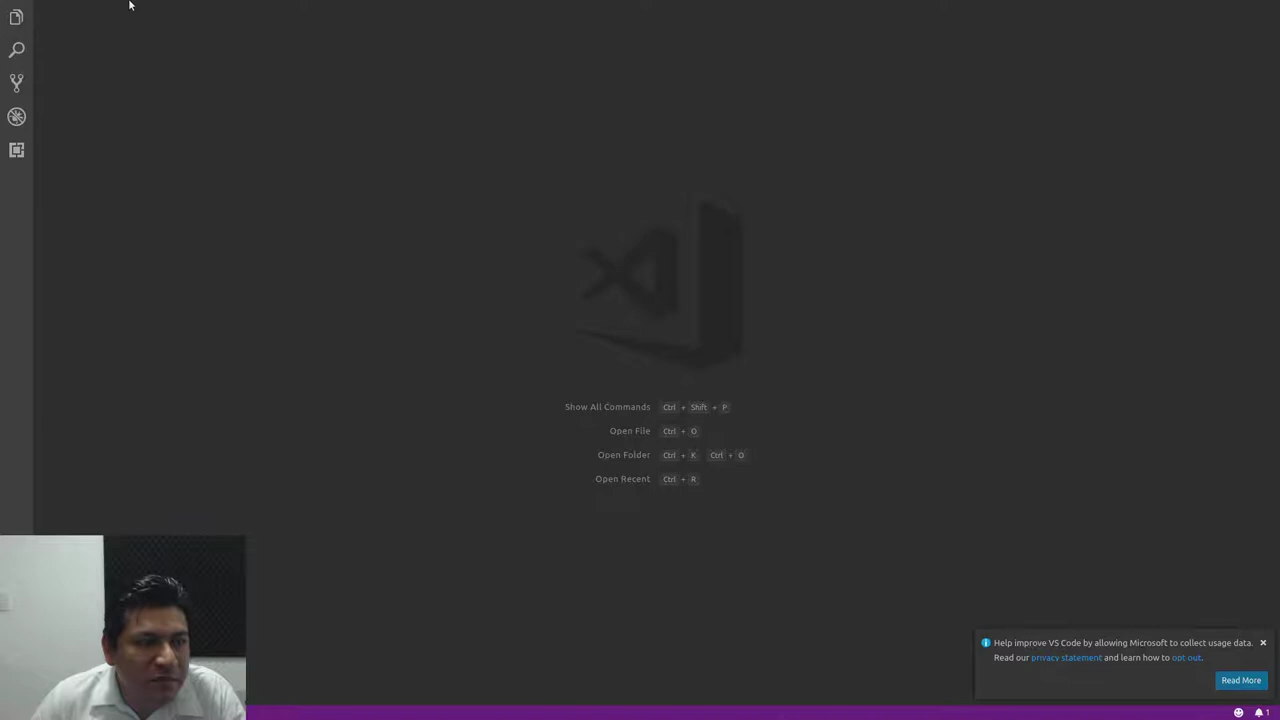 Show All Commands Ctrl + Shift + P
Open File Ctrl + O
Open Folder Ctrl + K Ctrl + O
Open Recent Ctrl + R
Help improve VS Code by allowing Microsoft to collect usage data.
Read our privacy statement and learn how to opt out.
Read More
1